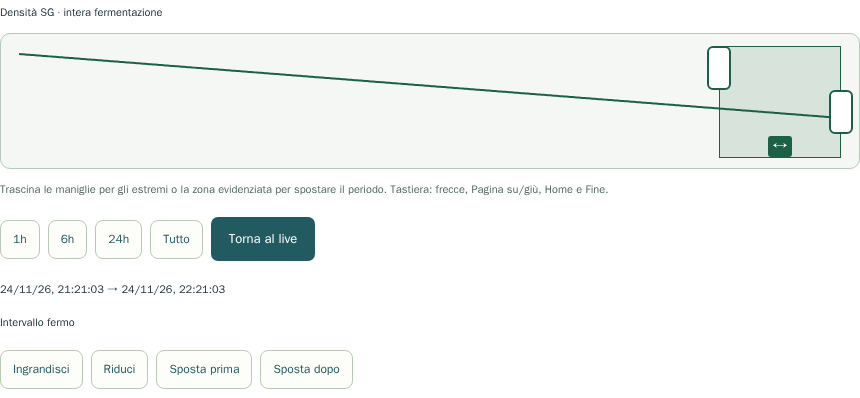 Densità SG · intera fermentazione
↔
Trascina le maniglie per gli estremi o la zona evidenziata per spostare il periodo. Tastiera: frecce, Pagina su/giù, Home e Fine.
1h 6h 24h Tutto Torna al live
24/11/26, 21:21:03 → 24/11/26, 22:21:03
Intervallo fermo
Ingrandisci Riduci Sposta prima Sposta dopo